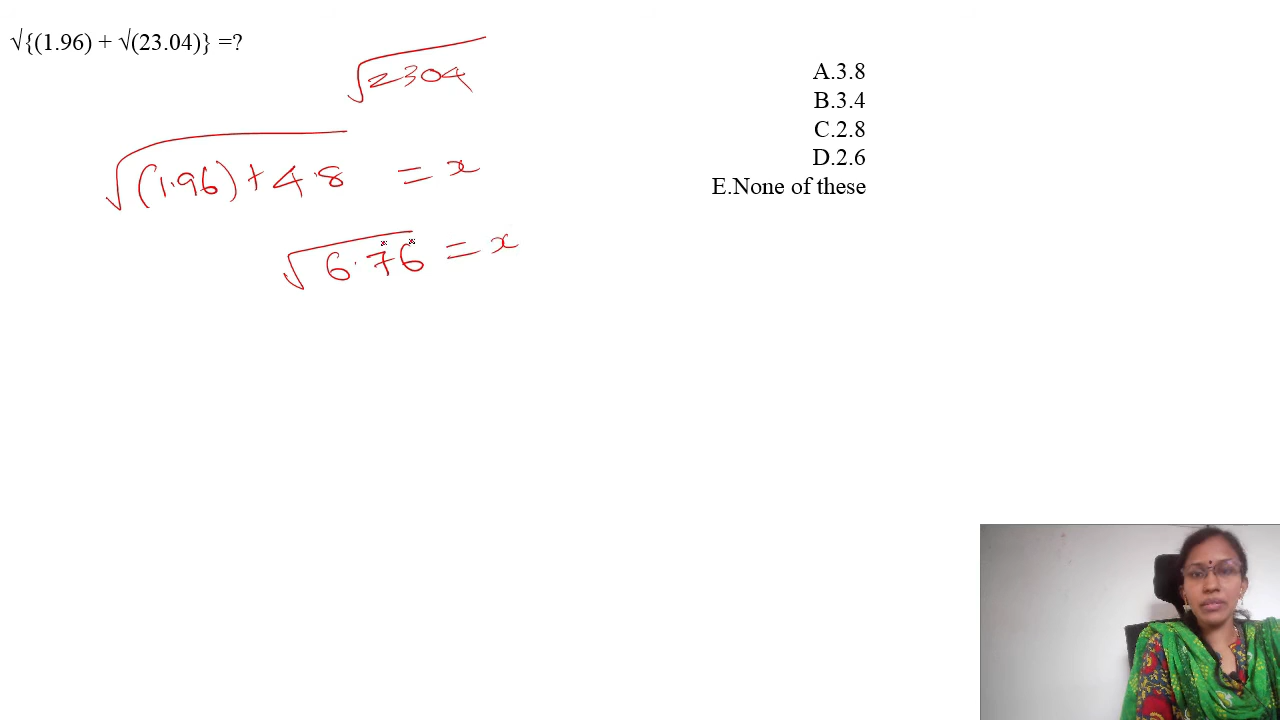 √{(1.96) + √(23.04)} =?
√2304
√(1.96) + 4.8 = x
√6.76 = x
A.3.8
B.3.4
C.2.8
D.2.6
E.None of these